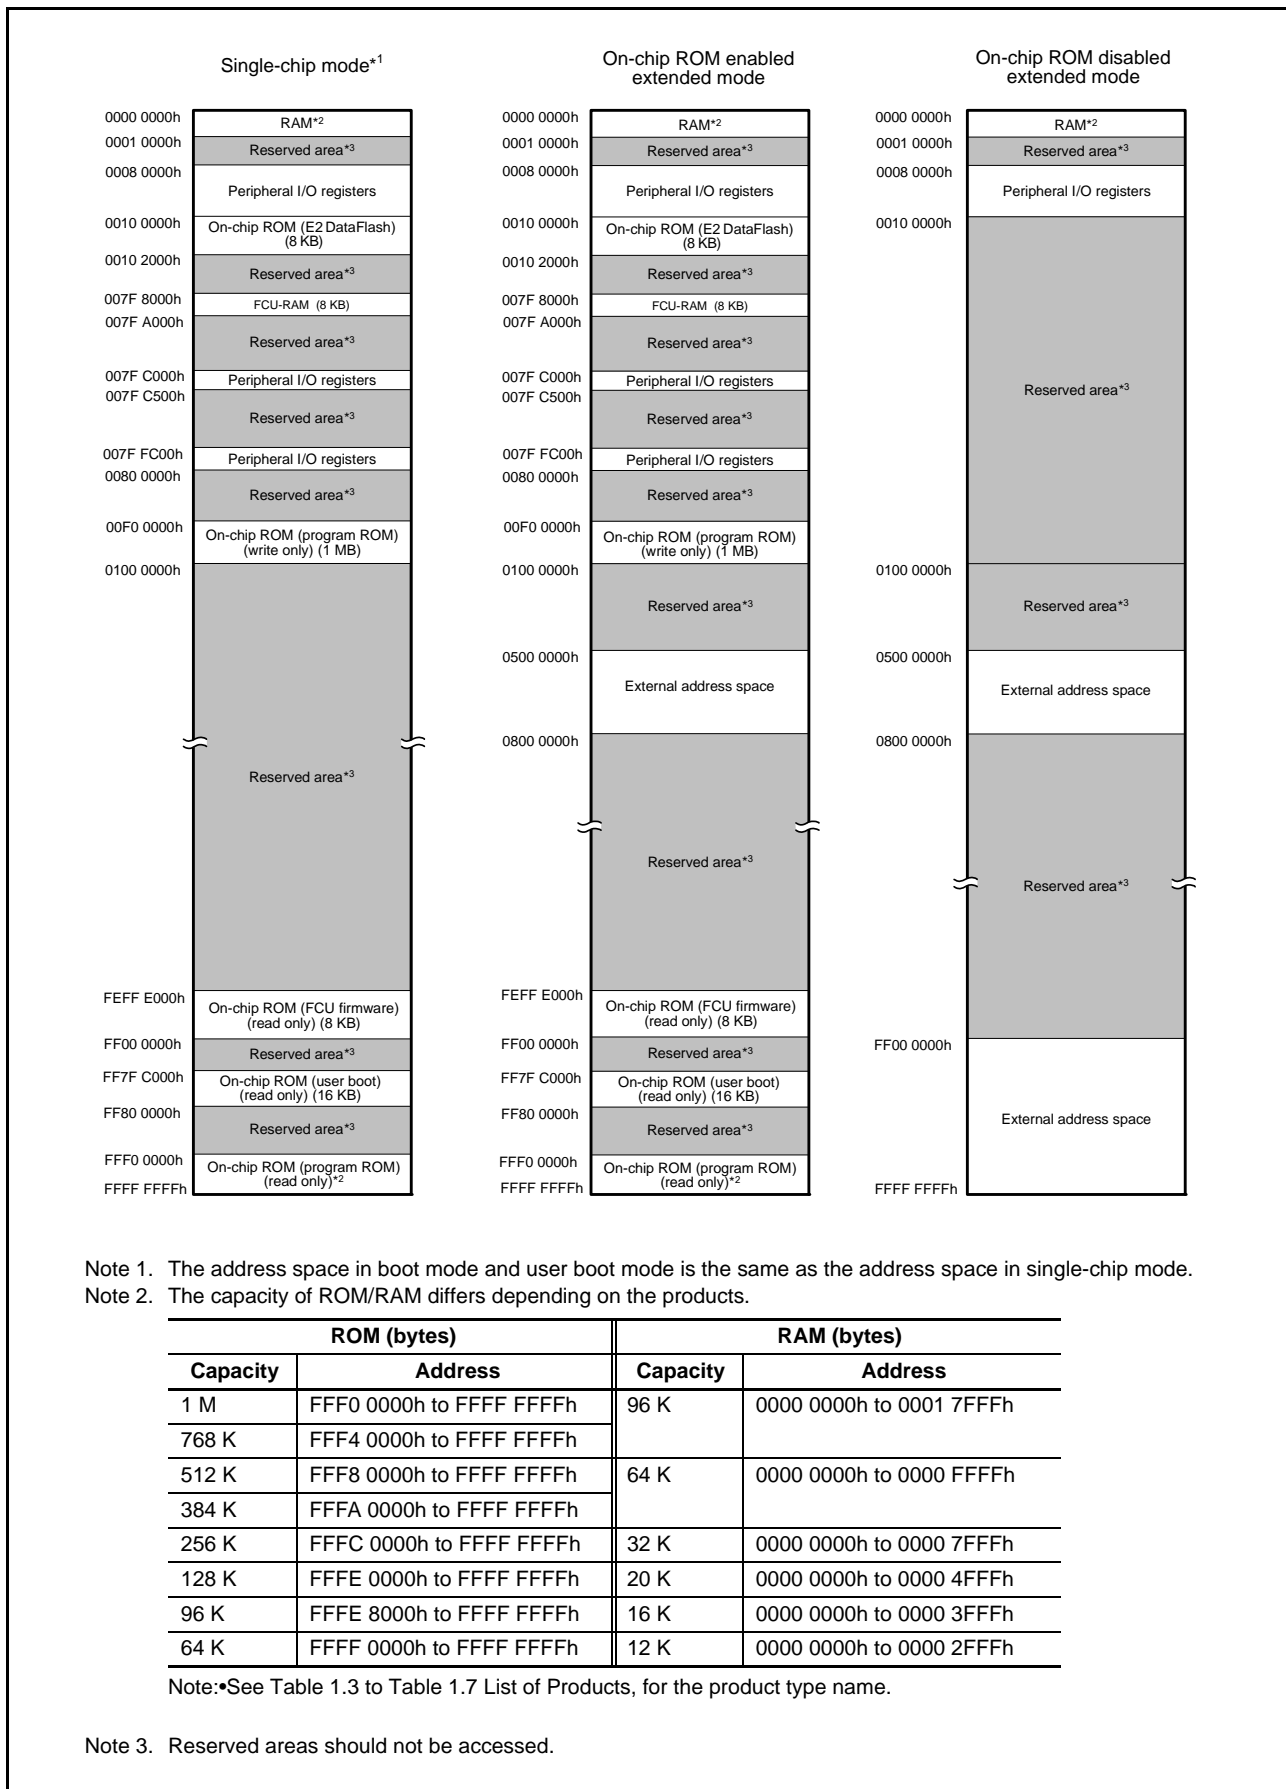 Single-chip mode*1
0000 0000h
RAM*2
0001 0000h
Reserved area*3
0008 0000h
Peripheral I/O registers
0010 0000h
On-chip ROM (E2 DataFlash)
(8 KB)
0010 2000h
Reserved area*3
007F 8000h
FCU-RAM (8 KB)
007F A000h
Reserved area*3
007F C000h
Peripheral I/O registers
007F C500h
Reserved area*3
007F FC00h
Peripheral I/O registers
0080 0000h
Reserved area*3
00F0 0000h
On-chip ROM (program ROM)
(write only) (1 MB)
0100 0000h
Reserved area*3
FEFF E000h
On-chip ROM (FCU firmware)
(read only) (8 KB)
FF00 0000h
Reserved area*3
FF7F C000h
On-chip ROM (user boot)
(read only) (16 KB)
FF80 0000h
Reserved area*3
FFF0 0000h
On-chip ROM (program ROM)
(read only)*2
FFFF FFFFh
On-chip ROM enabled
extended mode
0000 0000h
RAM*2
0001 0000h
Reserved area*3
0008 0000h
Peripheral I/O registers
0010 0000h
On-chip ROM (E2 DataFlash)
(8 KB)
0010 2000h
Reserved area*3
007F 8000h
FCU-RAM (8 KB)
007F A000h
Reserved area*3
007F C000h
Peripheral I/O registers
007F C500h
Reserved area*3
007F FC00h
Peripheral I/O registers
0080 0000h
Reserved area*3
00F0 0000h
On-chip ROM (program ROM)
(write only) (1 MB)
0100 0000h
Reserved area*3
0500 0000h
External address space
0800 0000h
Reserved area*3
FEFF E000h
On-chip ROM (FCU firmware)
(read only) (8 KB)
FF00 0000h
Reserved area*3
FF7F C000h
On-chip ROM (user boot)
(read only) (16 KB)
FF80 0000h
Reserved area*3
FFF0 0000h
On-chip ROM (program ROM)
(read only)*2
FFFF FFFFh
On-chip ROM disabled
extended mode
0000 0000h
RAM*2
0001 0000h
Reserved area*3
0008 0000h
Peripheral I/O registers
0010 0000h
Reserved area*3
0100 0000h
Reserved area*3
0500 0000h
External address space
0800 0000h
Reserved area*3
FF00 0000h
External address space
FFFF FFFFh
Note 1. The address space in boot mode and user boot mode is the same as the address space in single-chip mode.
Note 2. The capacity of ROM/RAM differs depending on the products.
ROM (bytes) RAM (bytes)
Capacity Address Capacity Address
1 M FFF0 0000h to FFFF FFFFh 96 K 0000 0000h to 0001 7FFFh
768 K FFF4 0000h to FFFF FFFFh
512 K FFF8 0000h to FFFF FFFFh 64 K 0000 0000h to 0000 FFFFh
384 K FFFA 0000h to FFFF FFFFh
256 K FFFC 0000h to FFFF FFFFh 32 K 0000 0000h to 0000 7FFFh
128 K FFFE 0000h to FFFF FFFFh 20 K 0000 0000h to 0000 4FFFh
96 K FFFE 8000h to FFFF FFFFh 16 K 0000 0000h to 0000 3FFFh
64 K FFFF 0000h to FFFF FFFFh 12 K 0000 0000h to 0000 2FFFh
Note:•See Table 1.3 to Table 1.7 List of Products, for the product type name.
Note 3. Reserved areas should not be accessed.